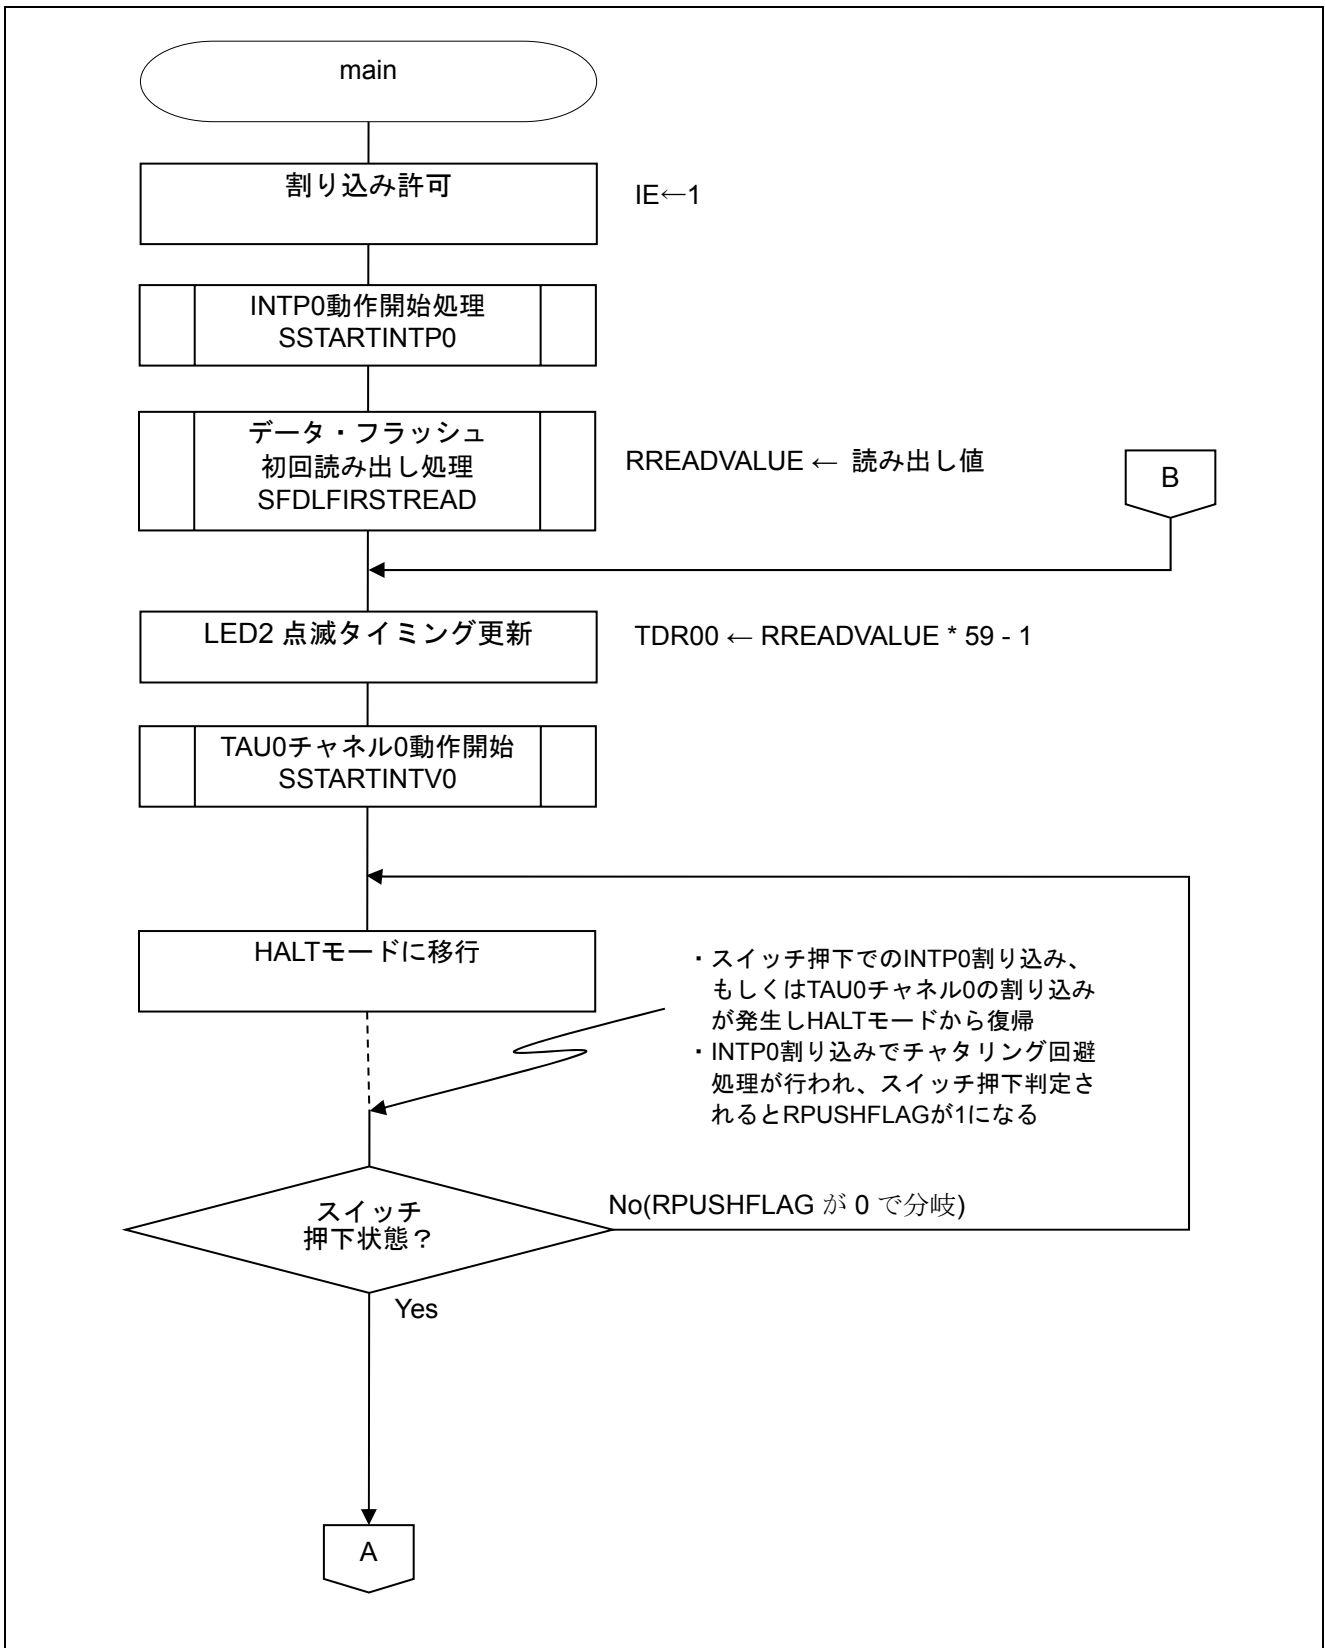 main
割り込み許可
IE←1
INTP0動作開始処理
SSTARTINTP0
データ・フラッシュ
初回読み出し処理
SFDLFIRSTREAD
RREADVALUE ← 読み出し値
B
LED2 点滅タイミング更新
TDR00 ← RREADVALUE * 59 - 1
TAU0チャネル0動作開始
SSTARTINTV0
HALTモードに移行
・スイッチ押下でのINTP0割り込み、
もしくはTAU0チャネル0の割り込み
が発生しHALTモードから復帰
・INTP0割り込みでチャタリング回避
処理が行われ、スイッチ押下判定さ
れるとRPUSHFLAGが1になる
スイッチ
押下状態？
No(RPUSHFLAG が 0 で分岐)
Yes
A